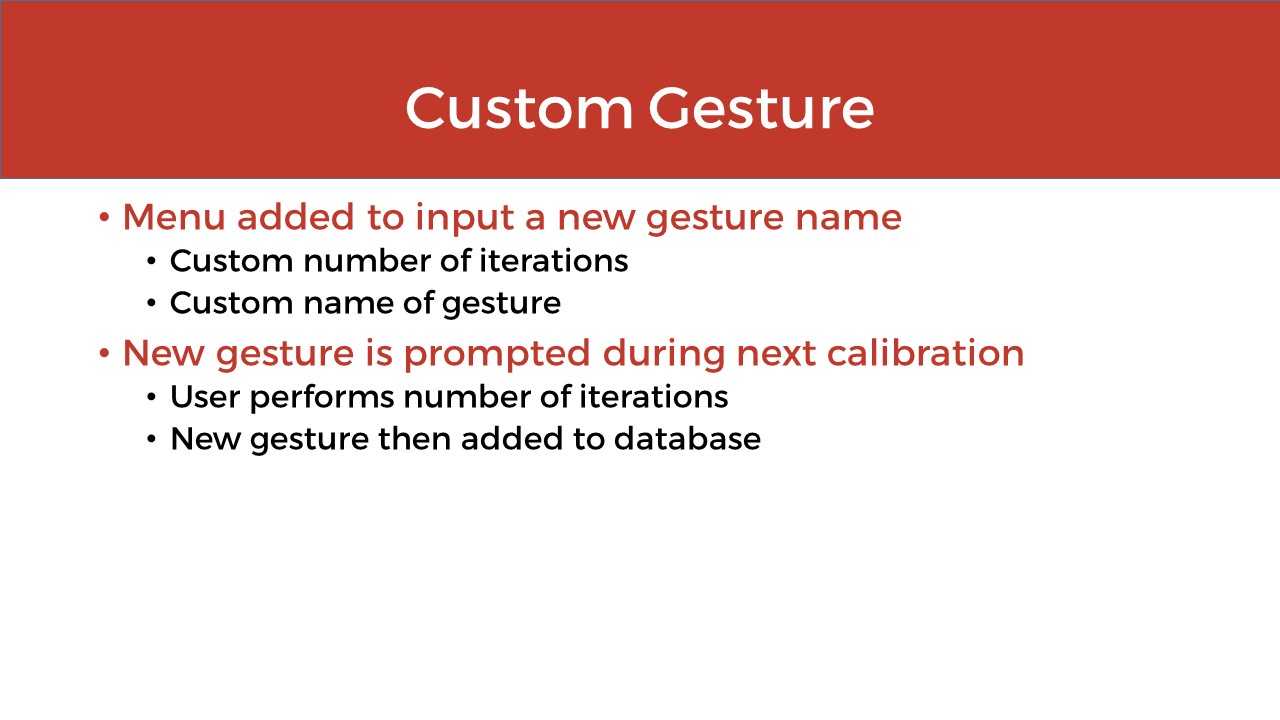 Custom Gesture
• Menu added to input a new gesture name
• Custom number of iterations
• Custom name of gesture
• New gesture is prompted during next calibration
• User performs number of iterations
• New gesture then added to database